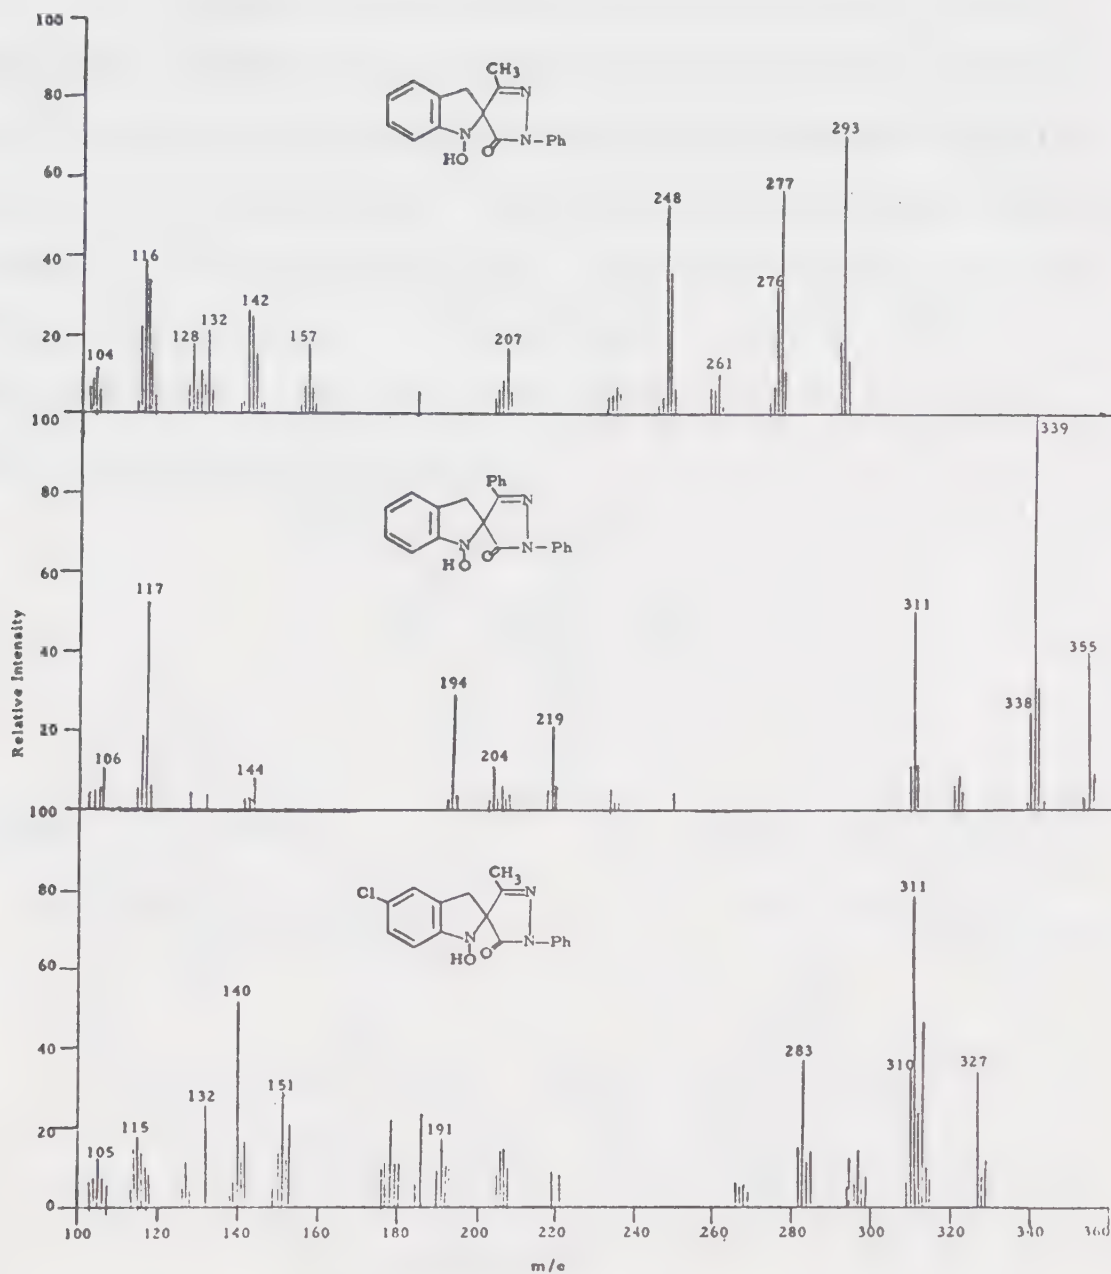 100
80
60
40
20
0
CH3
N
N
N-Ph
HO
O
104
116
128
132
142
157
207
248
261
276
277
293
100
80
60
40
20
Ph
N
N
N-Ph
HO
O
106
117
144
194
204
219
311
338
339
355
Relative Intensity
100
80
60
40
20
0
CH3
Cl
N
N
N-Ph
HO
O
105
115
132
140
151
191
283
310
311
327
100 120 140 160 180 200 220 240 260 280 300 320 340 360
m/e